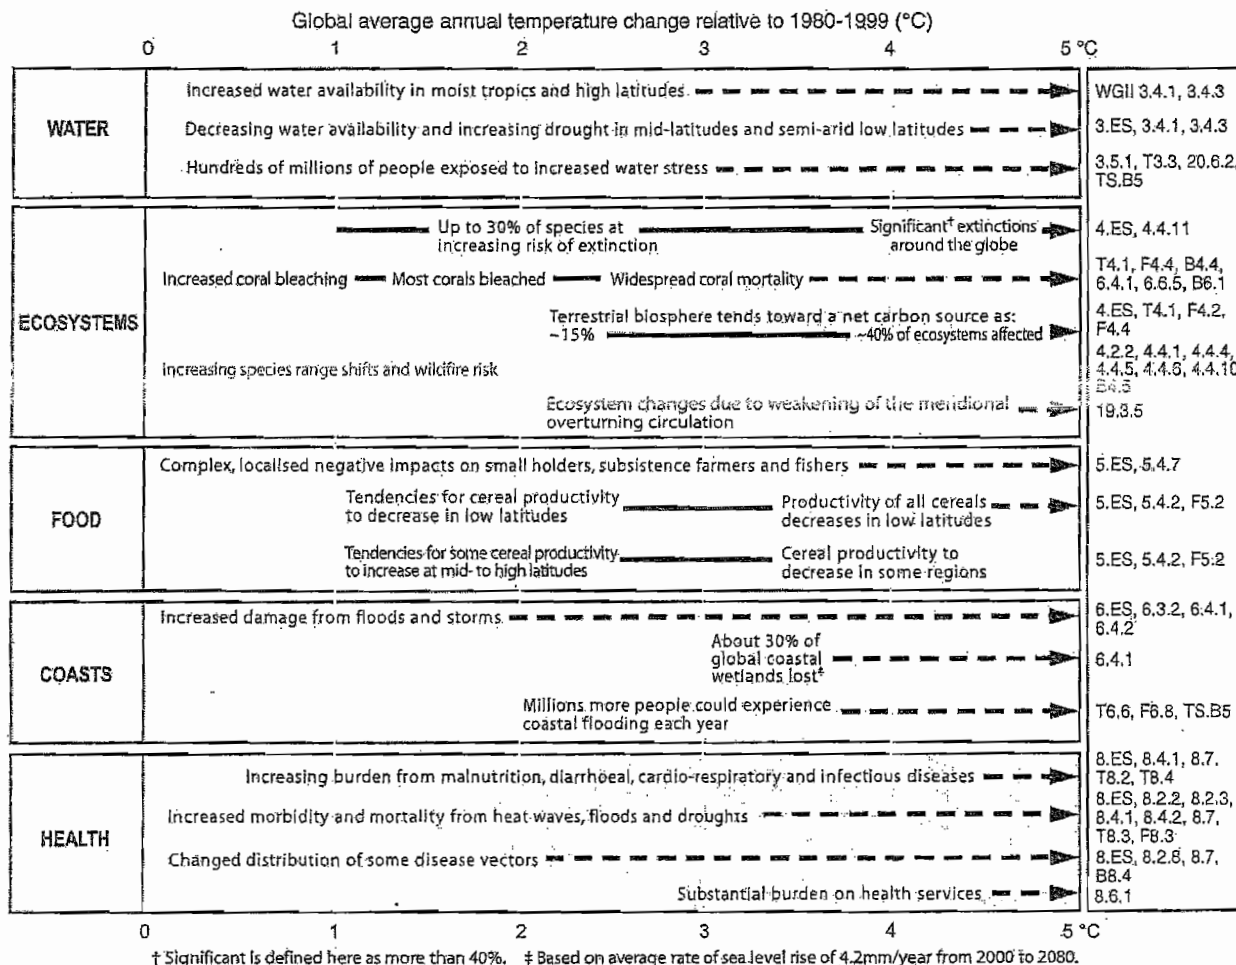 Global average annual temperature change relative to 1980-1999 (°C)
0 1 2 3 4 5 °C
WATER
Increased water availability in moist tropics and high latitudes
WGII 3.4.1, 3.4.3
Decreasing water availability and increasing drought in mid-latitudes and semi-arid low latitudes
3.ES, 3.4.1, 3.4.3
Hundreds of millions of people exposed to increased water stress
3.5.1, T3.3, 20.6.2,
TS.B5
ECOSYSTEMS
Up to 30% of species at
increasing risk of extinction
Significant† extinctions
around the globe
4.ES, 4.4.11
Increased coral bleaching
Most corals bleached
Widespread coral mortality
T4.1, F4.4, B4.4,
6.4.1, 6.6.5, B6.1
Terrestrial biosphere tends toward a net carbon source as:
~15%
~40% of ecosystems affected
4.ES, T4.1, F4.2,
F4.4
Increasing species range shifts and wildfire risk
4.2.2, 4.4.1, 4.4.4,
4.4.5, 4.4.6, 4.4.10
B4.5
Ecosystem changes due to weakening of the meridional
overturning circulation
19.3.5
FOOD
Complex, localised negative impacts on small holders, subsistence farmers and fishers
5.ES, 5.4.7
Tendencies for cereal productivity
to decrease in low latitudes
Productivity of all cereals
decreases in low latitudes
5.ES, 5.4.2, F5.2
Tendencies for some cereal productivity
to increase at mid- to high latitudes
Cereal productivity to
decrease in some regions
5.ES, 5.4.2, F5.2
COASTS
Increased damage from floods and storms
6.ES, 6.3.2, 6.4.1,
6.4.2
About 30% of
global coastal
wetlands lost‡
6.4.1
Millions more people could experience
coastal flooding each year
T6.6, F6.8, TS.B5
HEALTH
Increasing burden from malnutrition, diarrhoeal, cardio-respiratory and infectious diseases
8.ES, 8.4.1, 8.7,
T8.2, T8.4
Increased morbidity and mortality from heat waves, floods and droughts
8.ES, 8.2.2, 8.2.3,
8.4.1, 8.4.2, 8.7,
T8.3, F8.3
Changed distribution of some disease vectors
8.ES, 8.2.8, 8.7,
B8.4
Substantial burden on health services
8.6.1
0 1 2 3 4 5 °C
† Significant is defined here as more than 40%. ‡ Based on average rate of sea level rise of 4.2mm/year from 2000 to 2080.